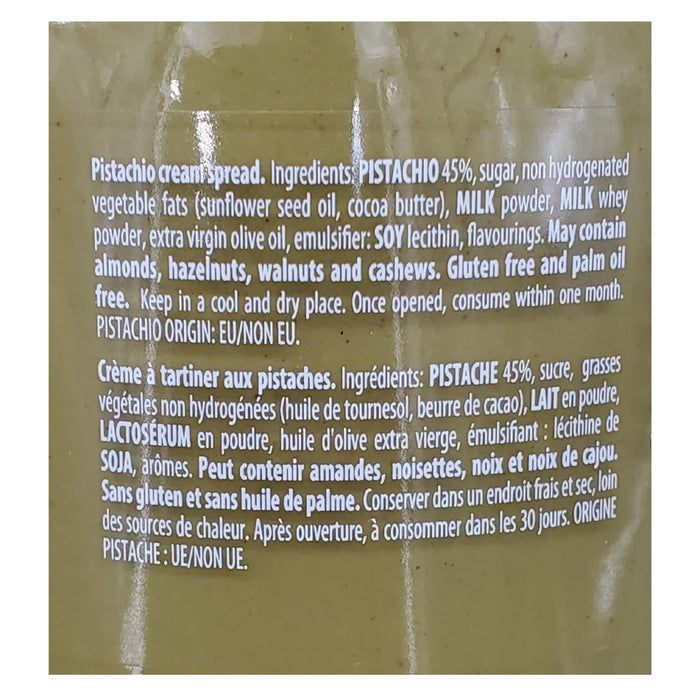 Pistachio cream spread. Ingredients: PISTACHIO 45%, sugar, non hydrogenated
vegetable fats (sunflower seed oil, cocoa butter), MILK powder, MILK whey
powder, extra virgin olive oil, emulsifier: SOY lecithin, flavourings. May contain
almonds, hazelnuts, walnuts and cashews. Gluten free and palm oil
free. Keep in a cool and dry place. Once opened, consume within one month.
PISTACHIO ORIGIN: EU/NON EU.
Crème à tartiner aux pistaches. Ingrédients: PISTACHE 45%, sucre, grasses
végétales non hydrogénées (huile de tournesol, beurre de cacao), LAIT en poudre,
LACTOSÉRUM en poudre, huile d'olive extra vierge, émulsifiant : lécithine de
SOJA, arômes. Peut contenir amandes, noisettes, noix et noix de cajou.
Sans gluten et sans huile de palme. Conserver dans un endroit frais et sec, loin
des sources de chaleur. Après ouverture, à consommer dans les 30 jours. ORIGINE
PISTACHE : UE/NON UE.